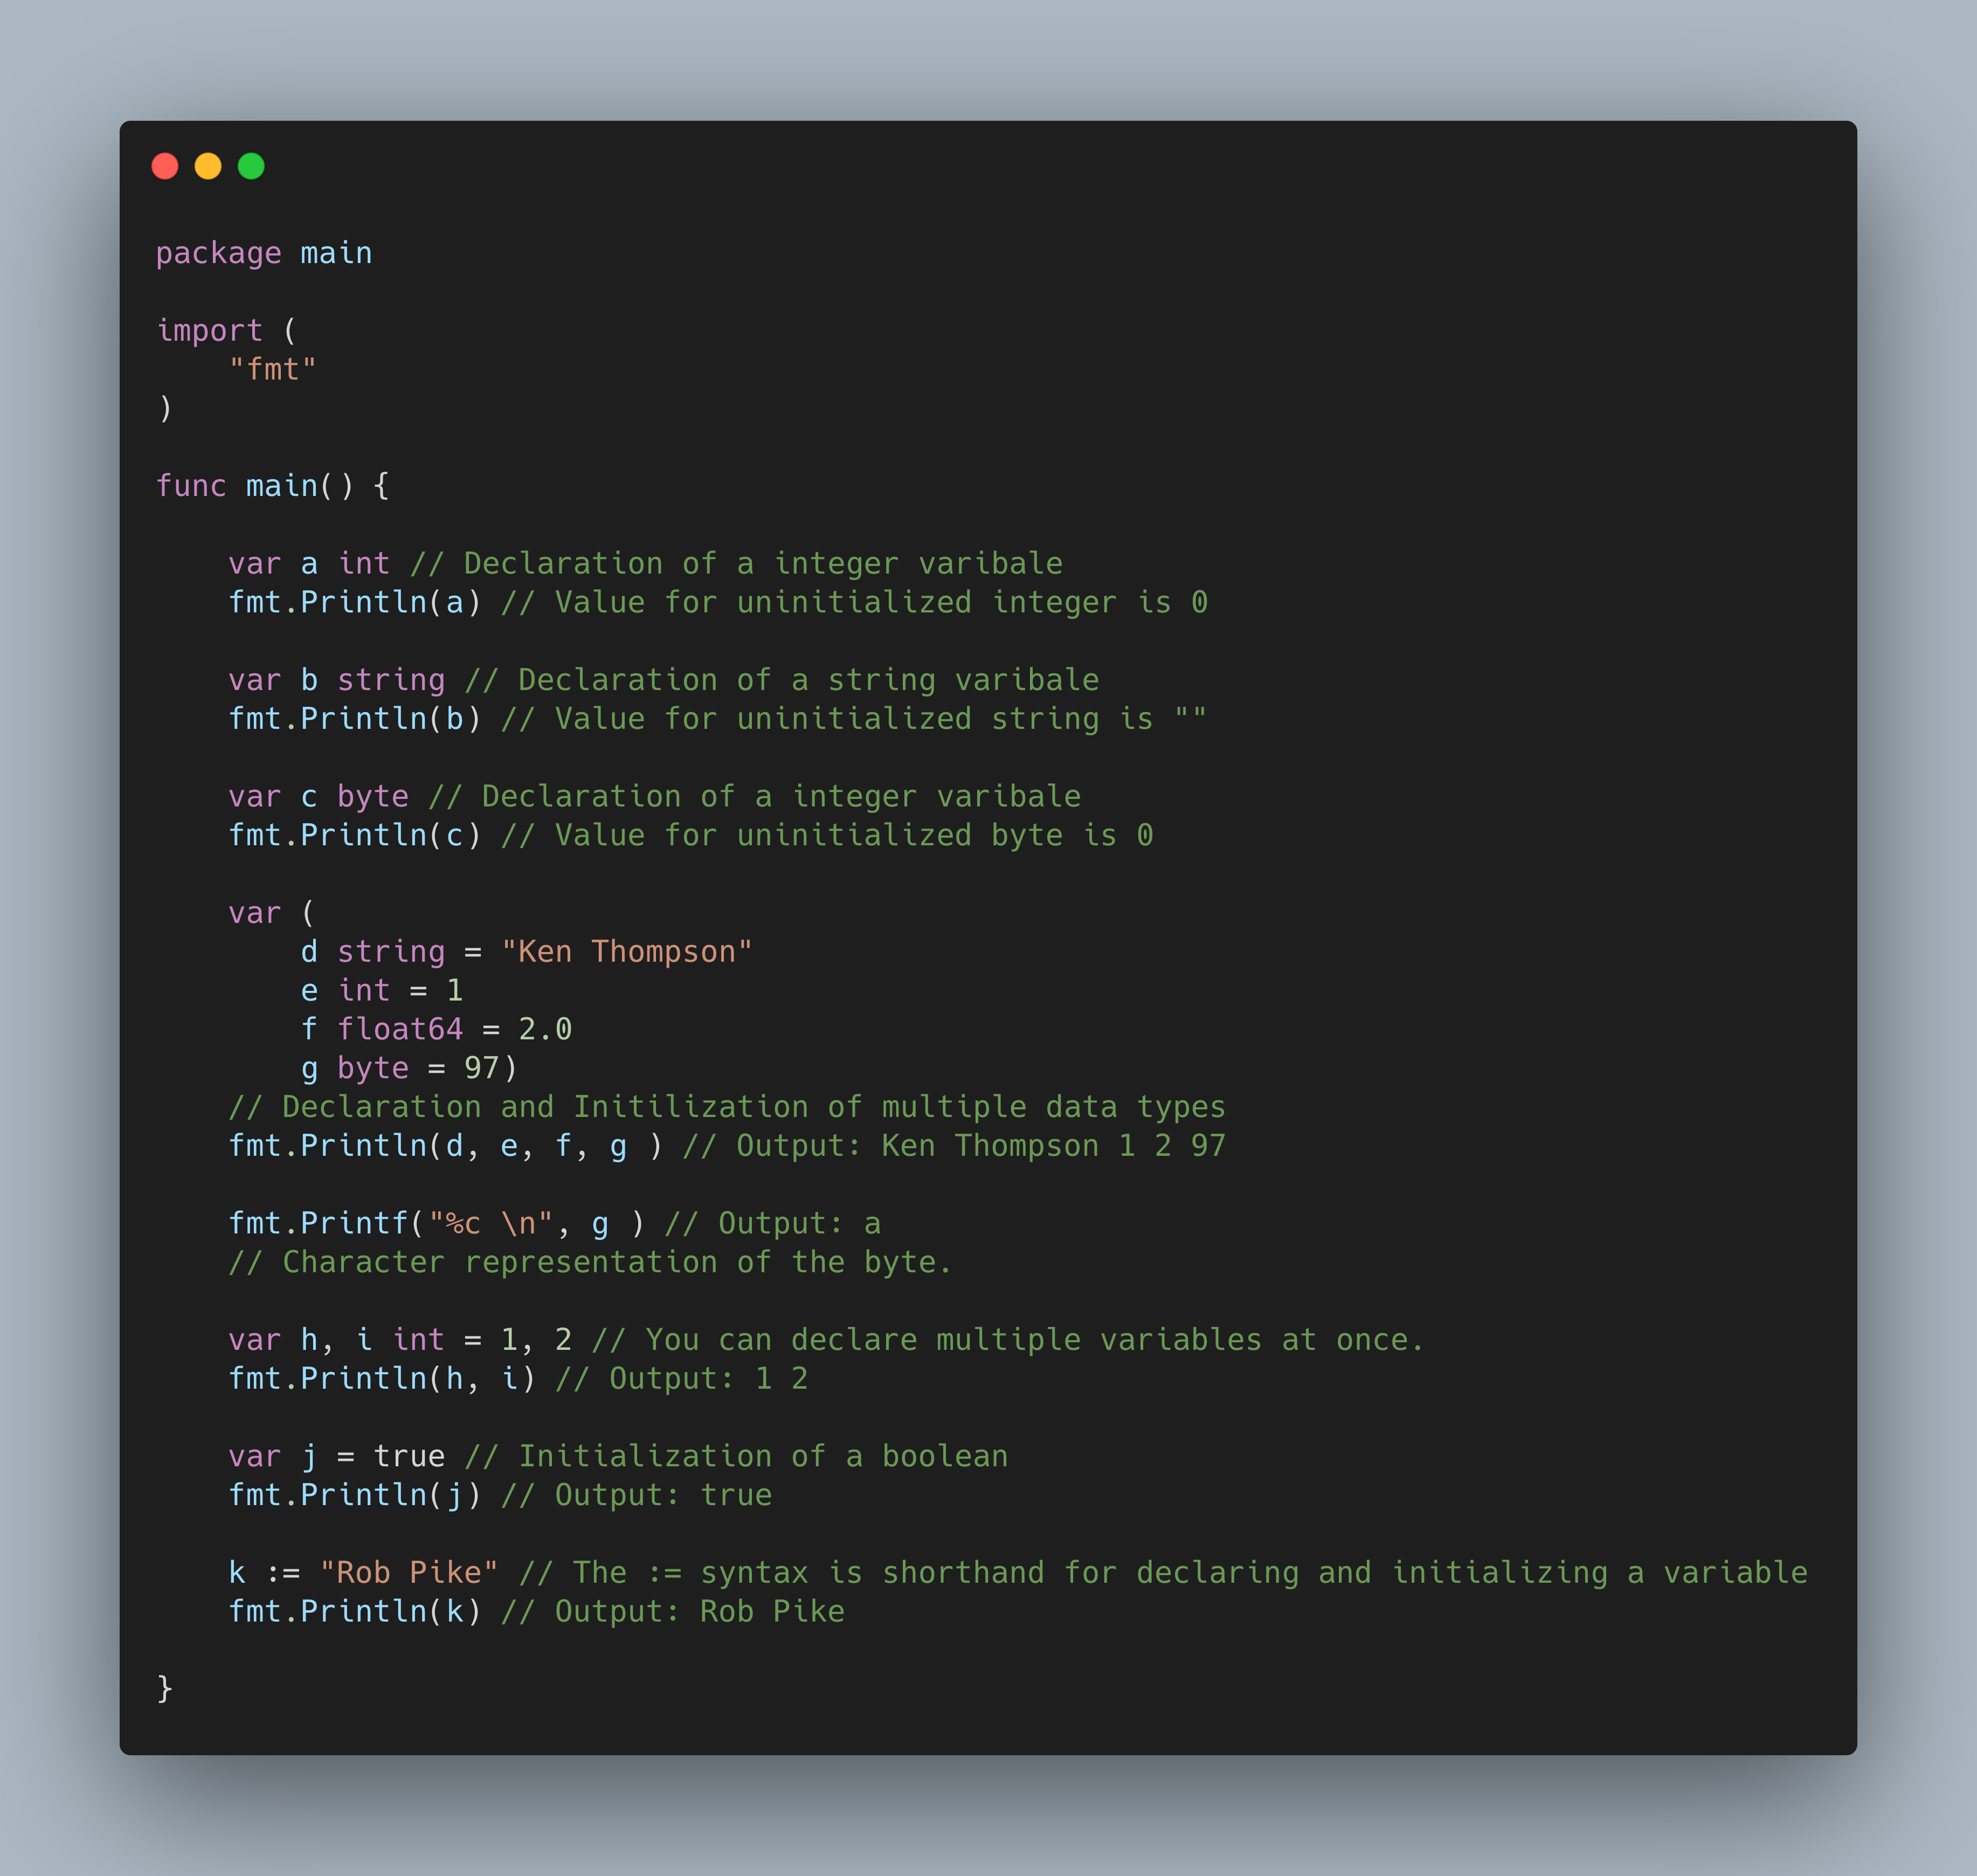 package main

import (
    "fmt"
)

func main() {

    var a int // Declaration of a integer varibale
    fmt.Println(a) // Value for uninitialized integer is 0

    var b string // Declaration of a string varibale
    fmt.Println(b) // Value for uninitialized string is ""

    var c byte // Declaration of a integer varibale
    fmt.Println(c) // Value for uninitialized byte is 0

    var (
        d string = "Ken Thompson"
        e int = 1
        f float64 = 2.0
        g byte = 97)
    // Declaration and Initilization of multiple data types
    fmt.Println(d, e, f, g ) // Output: Ken Thompson 1 2 97

    fmt.Printf("%c \n", g ) // Output: a
    // Character representation of the byte.

    var h, i int = 1, 2 // You can declare multiple variables at once.
    fmt.Println(h, i) // Output: 1 2

    var j = true // Initialization of a boolean
    fmt.Println(j) // Output: true

    k := "Rob Pike" // The := syntax is shorthand for declaring and initializing a variable
    fmt.Println(k) // Output: Rob Pike

}